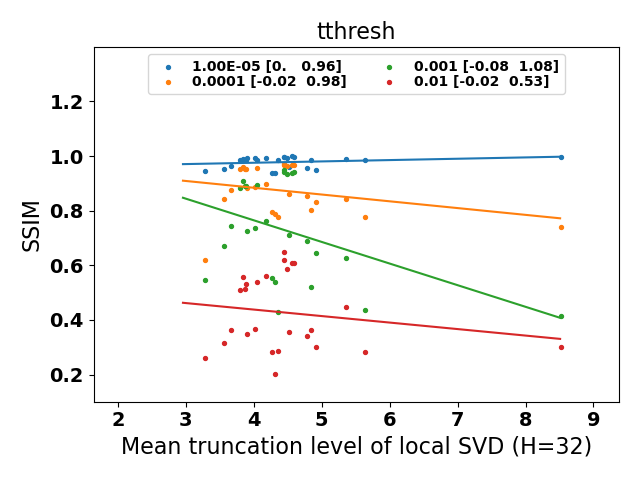 tthresh
1.00E-05 [0.   0.96]
0.0001 [-0.02  0.98]
0.001 [-0.08  1.08]
0.01 [-0.02  0.53]
SSIM
1.2
1.0
0.8
0.6
0.4
0.2
2 3 4 5 6 7 8 9
Mean truncation level of local SVD (H=32)